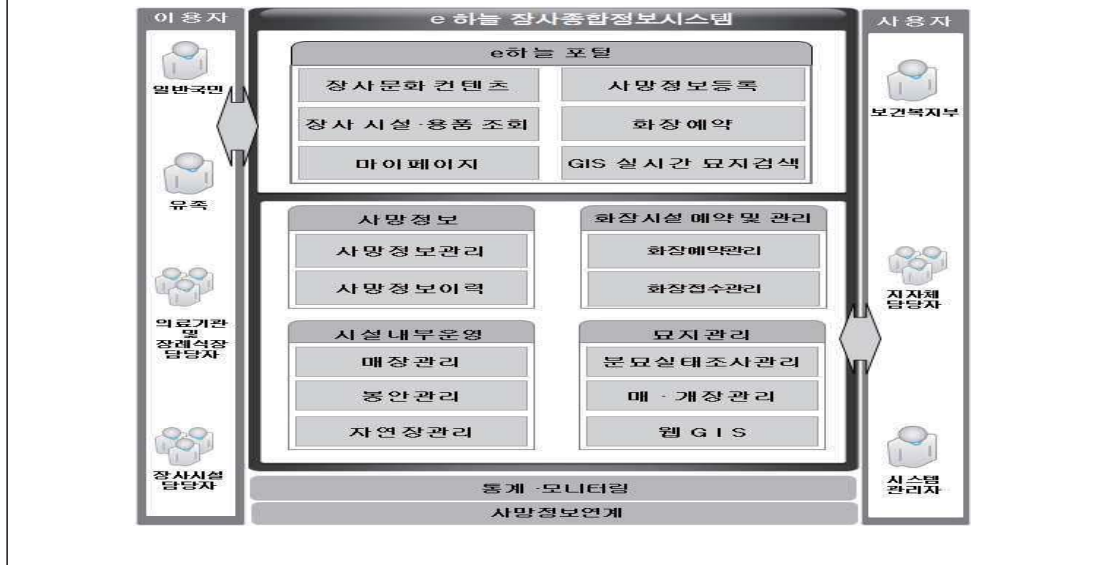 이용자
일반국민
유족
의료기관
및
장례식장
담당자
장사시설
담당자
e 하늘 장사종합정보시스템
e하늘 포털
장사문화 컨텐츠
사망정보등록
장사 시설·용품 조회
화장예약
마이페이지
GIS 실시간 묘지검색
사망정보
사망정보관리
사망정보이력
화장시설 예약 및 관리
화장예약관리
화장접수관리
시설내부운영
매장관리
봉안관리
자연장관리
묘지관리
분묘실태조사관리
매 · 개장관리
웹 GIS
통계 ·모니터링
사망정보연계
사용자
보건복지부
지자체
담당자
시스템
관리자